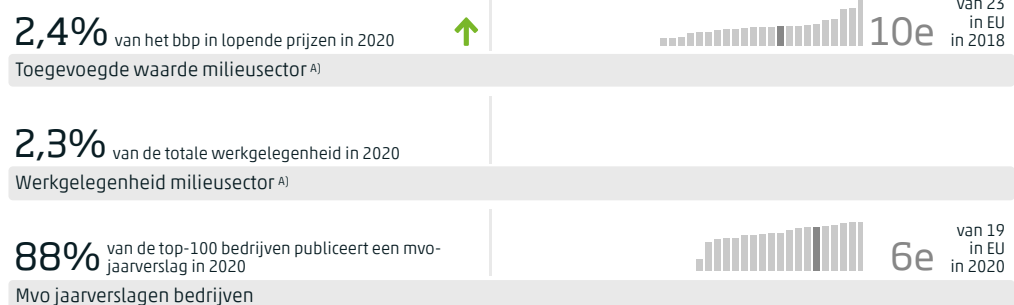 2,4% van het bbp in lopende prijzen in 2020
10e
van 23
in EU
in 2018
Toegevoegde waarde milieusector A)
2,3% van de totale werkgelegenheid in 2020
Werkgelegenheid milieusector A)
88% van de top-100 bedrijven publiceert een mvo-
jaarverslag in 2020
6e
van 19
in EU
in 2020
Mvo jaarverslagen bedrijven